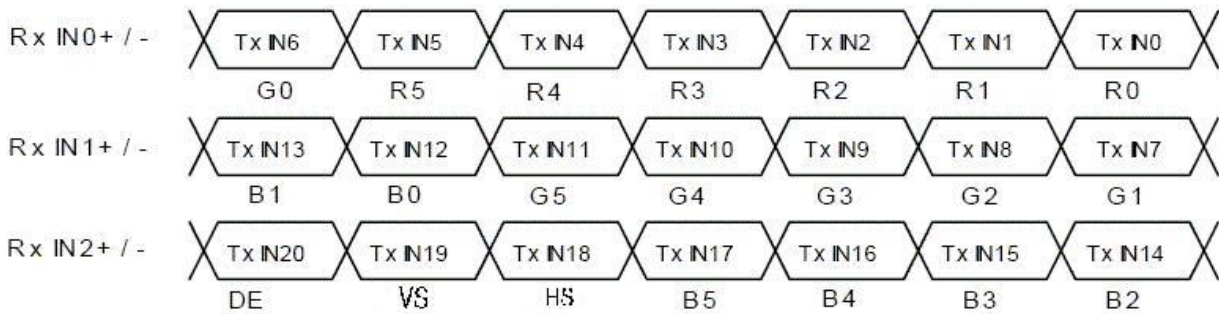 Rx IN0+ / - Tx IN6 Tx IN5 Tx IN4 Tx IN3 Tx IN2 Tx IN1 Tx IN0
G0 R5 R4 R3 R2 R1 R0
Rx IN1+ / - Tx IN13 Tx IN12 Tx IN11 Tx IN10 Tx IN9 Tx IN8 Tx IN7
B1 B0 G5 G4 G3 G2 G1
Rx IN2+ / - Tx IN20 Tx IN19 Tx IN18 Tx IN17 Tx IN16 Tx IN15 Tx IN14
DE VS HS B5 B4 B3 B2